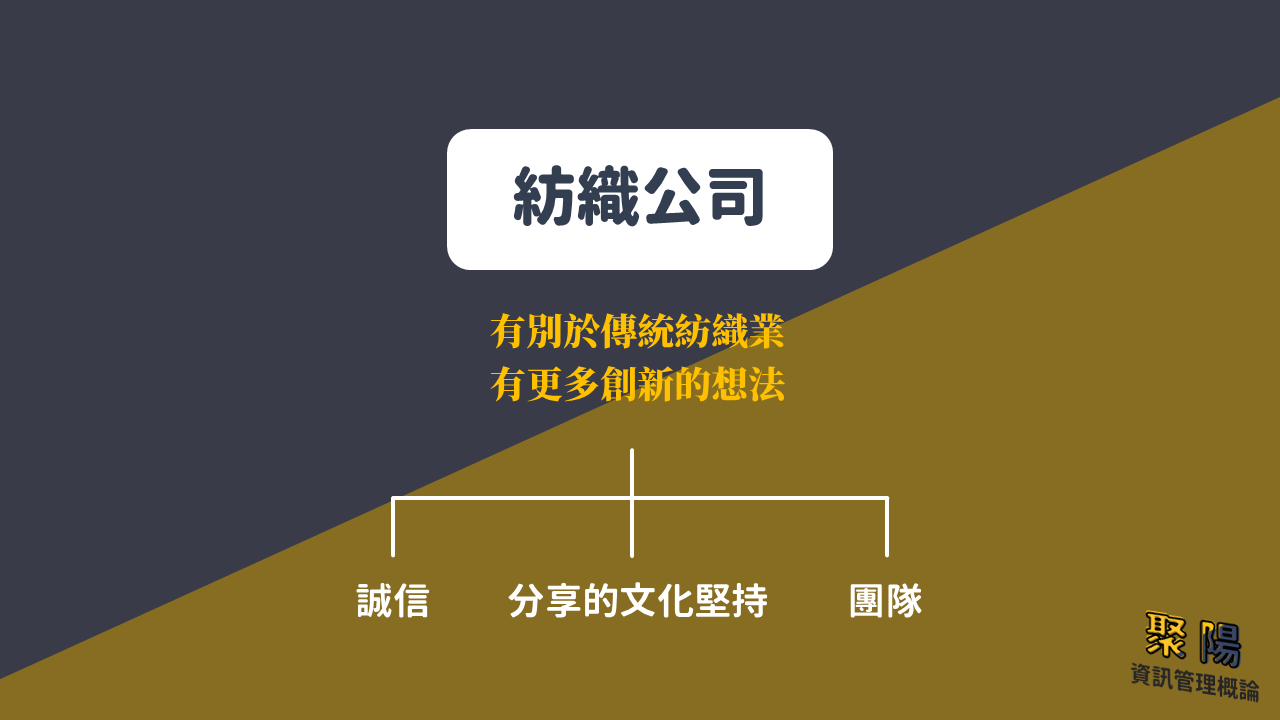 紡織公司
有別於傳統紡織業
有更多創新的想法
誠信
分享的文化堅持
團隊
聚陽
資訊管理概論